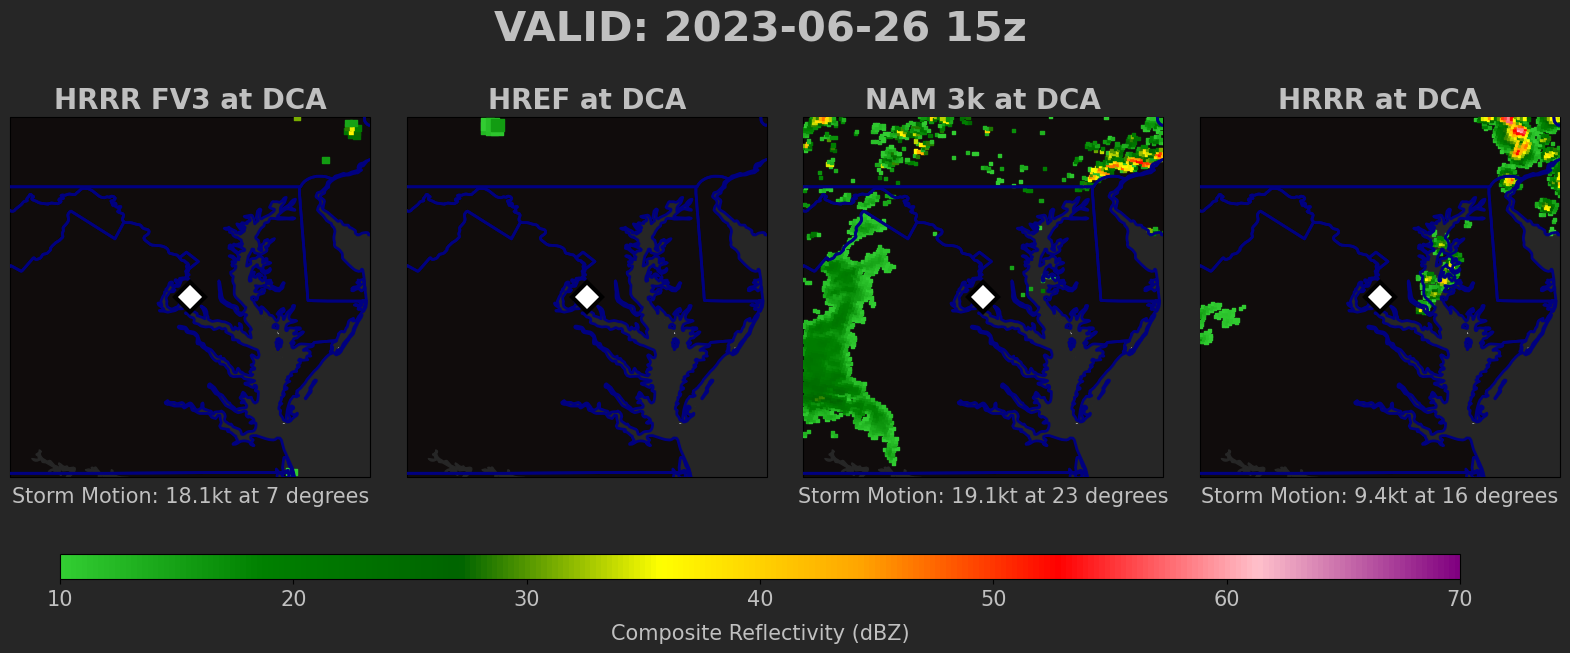 VALID: 2023-06-26 15z
HRRR FV3 at DCA
HREF at DCA
NAM 3k at DCA
HRRR at DCA
Storm Motion: 18.1kt at 7 degrees
Storm Motion: 19.1kt at 23 degrees
Storm Motion: 9.4kt at 16 degrees
10 20 30 40 50 60 70
Composite Reflectivity (dBZ)